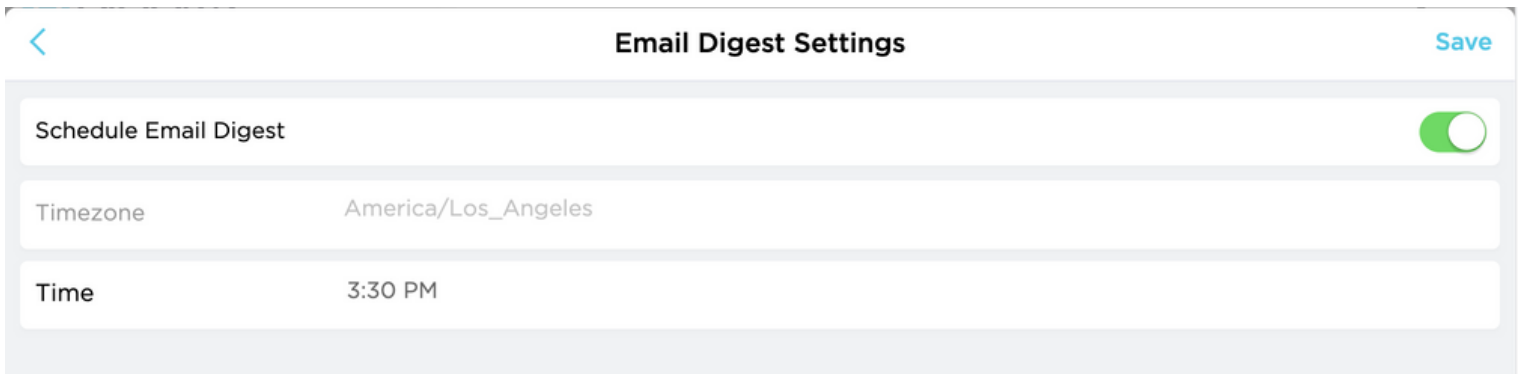 Email Digest Settings
Save
Schedule Email Digest
Timezone America/Los_Angeles
Time 3:30 PM